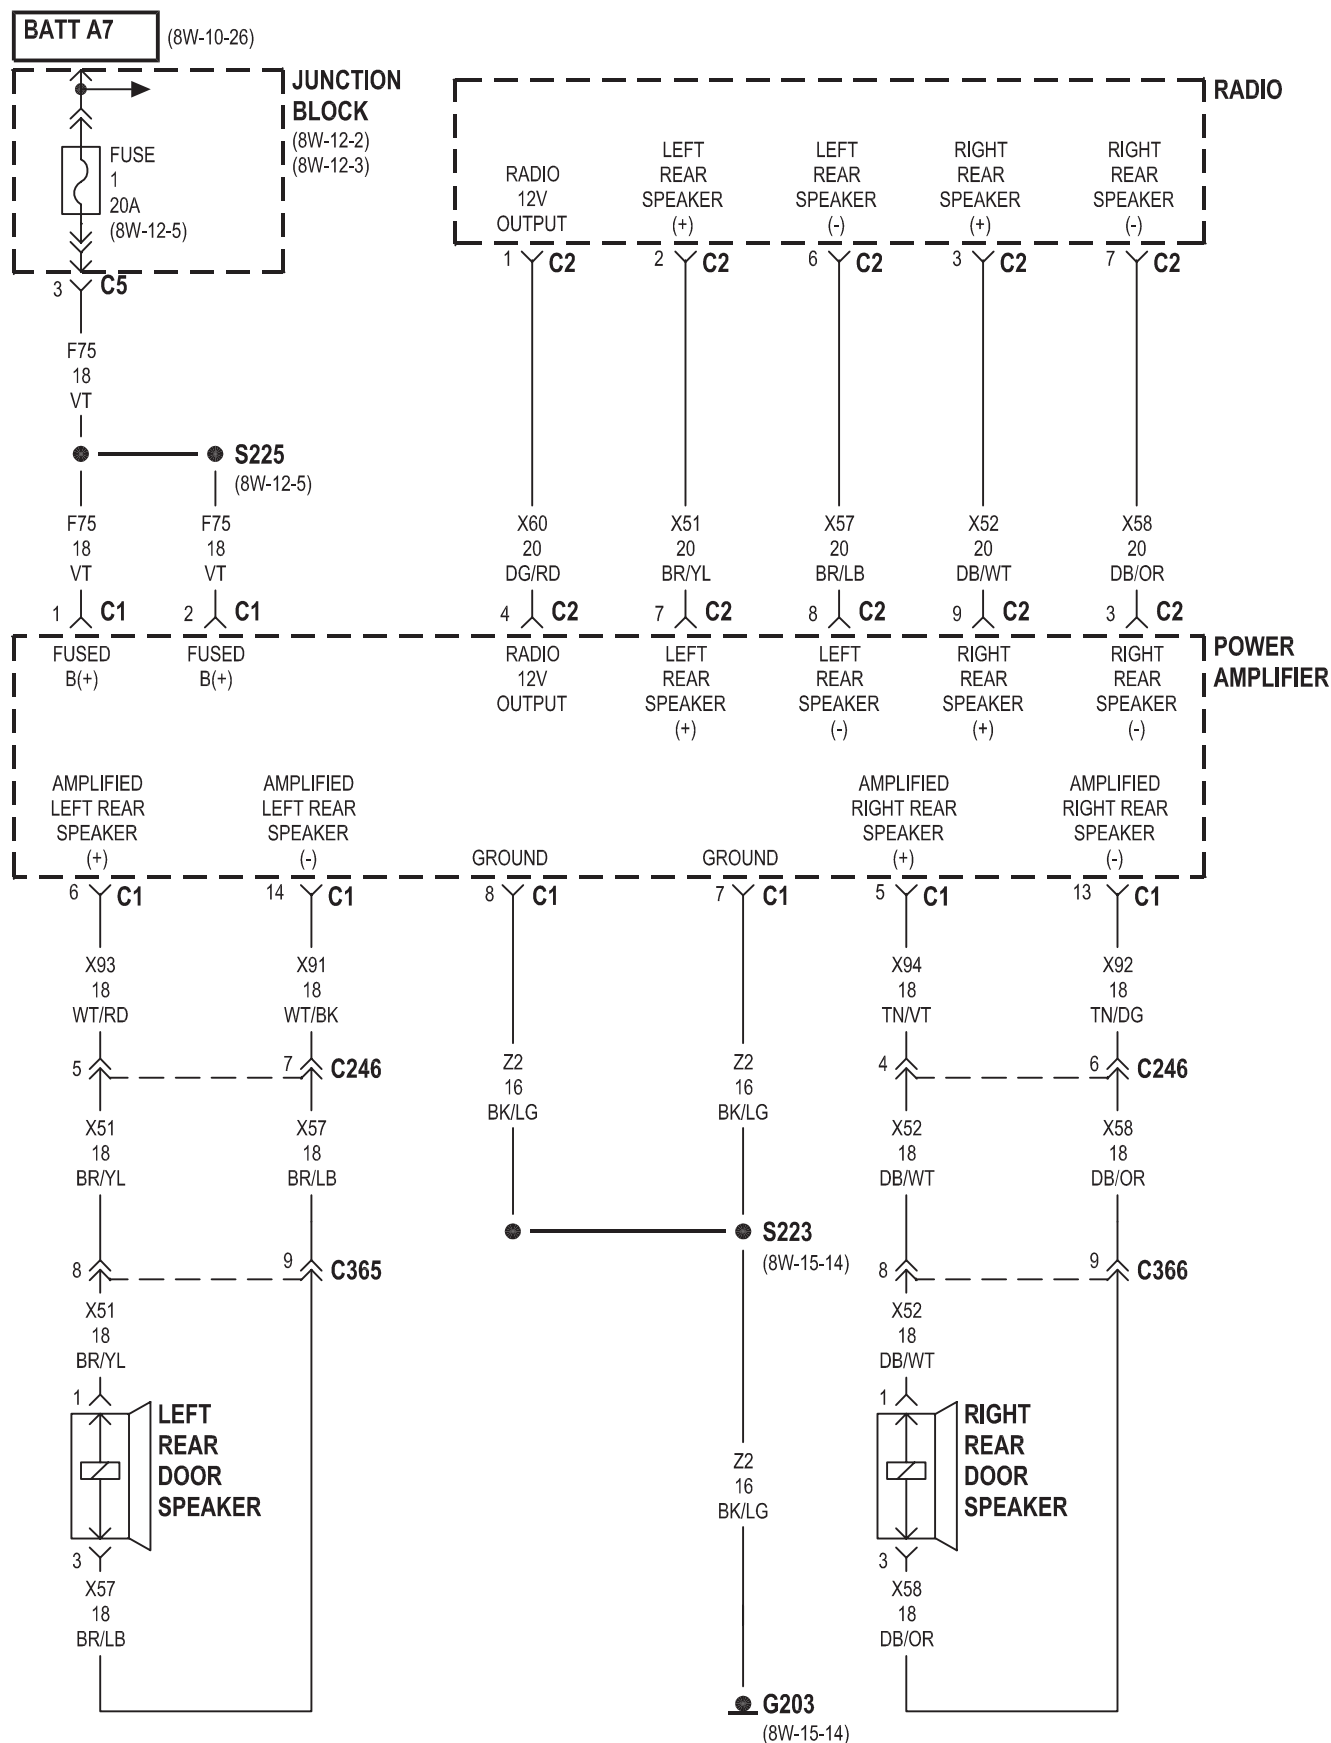 BATT A7
(8W-10-26)
JUNCTION
BLOCK
(8W-12-2)
(8W-12-3)
FUSE
1
20A
(8W-12-5)
3
C5
RADIO
RADIO
12V
OUTPUT
LEFT
REAR
SPEAKER
(+)
LEFT
REAR
SPEAKER
(-)
RIGHT
REAR
SPEAKER
(+)
RIGHT
REAR
SPEAKER
(-)
1
C2
2
C2
6
C2
3
C2
7
C2
F75
18
VT
S225
(8W-12-5)
F75
18
VT
F75
18
VT
X60
20
DG/RD
X51
20
BR/YL
X57
20
BR/LB
X52
20
DB/WT
X58
20
DB/OR
1
C1
2
C1
4
C2
7
C2
8
C2
9
C2
3
C2
POWER
AMPLIFIER
FUSED
B(+)
FUSED
B(+)
RADIO
12V
OUTPUT
LEFT
REAR
SPEAKER
(+)
LEFT
REAR
SPEAKER
(-)
RIGHT
REAR
SPEAKER
(+)
RIGHT
REAR
SPEAKER
(-)
AMPLIFIED
LEFT REAR
SPEAKER
(+)
AMPLIFIED
LEFT REAR
SPEAKER
(-)
GROUND
GROUND
AMPLIFIED
RIGHT REAR
SPEAKER
(+)
AMPLIFIED
RIGHT REAR
SPEAKER
(-)
6
C1
14
C1
8
C1
7
C1
5
C1
13
C1
X93
18
WT/RD
X91
18
WT/BK
Z2
16
BK/LG
Z2
16
BK/LG
X94
18
TN/VT
X92
18
TN/DG
5
7
C246
4
6
C246
X51
18
BR/YL
X57
18
BR/LB
X52
18
DB/WT
X58
18
DB/OR
S223
(8W-15-14)
8
9
C365
8
9
C366
X51
18
BR/YL
X52
18
DB/WT
1
LEFT
REAR
DOOR
SPEAKER
3
X57
18
BR/LB
Z2
16
BK/LG
1
RIGHT
REAR
DOOR
SPEAKER
3
X58
18
DB/OR
G203
(8W-15-14)